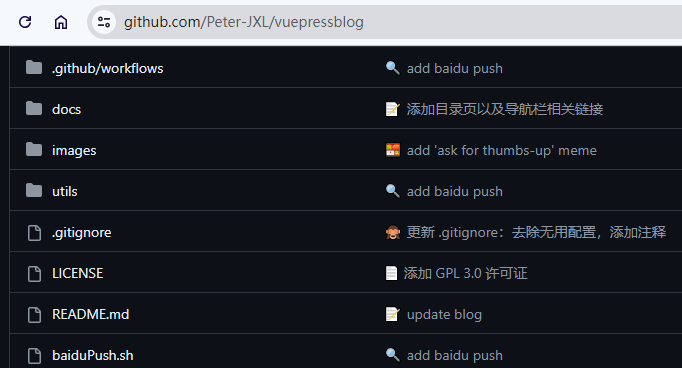 github.com/Peter-JXL/vuepressblog
.github/workflows 🔍 add baidu push
docs 📝 添加目录页以及导航栏相关链接
images 🍱 add 'ask for thumbs-up' meme
utils 🔍 add baidu push
.gitignore 🙈 更新 .gitignore：去除无用配置，添加注释
LICENSE 📄 添加 GPL 3.0 许可证
README.md 📝 update blog
baiduPush.sh 🔍 add baidu push